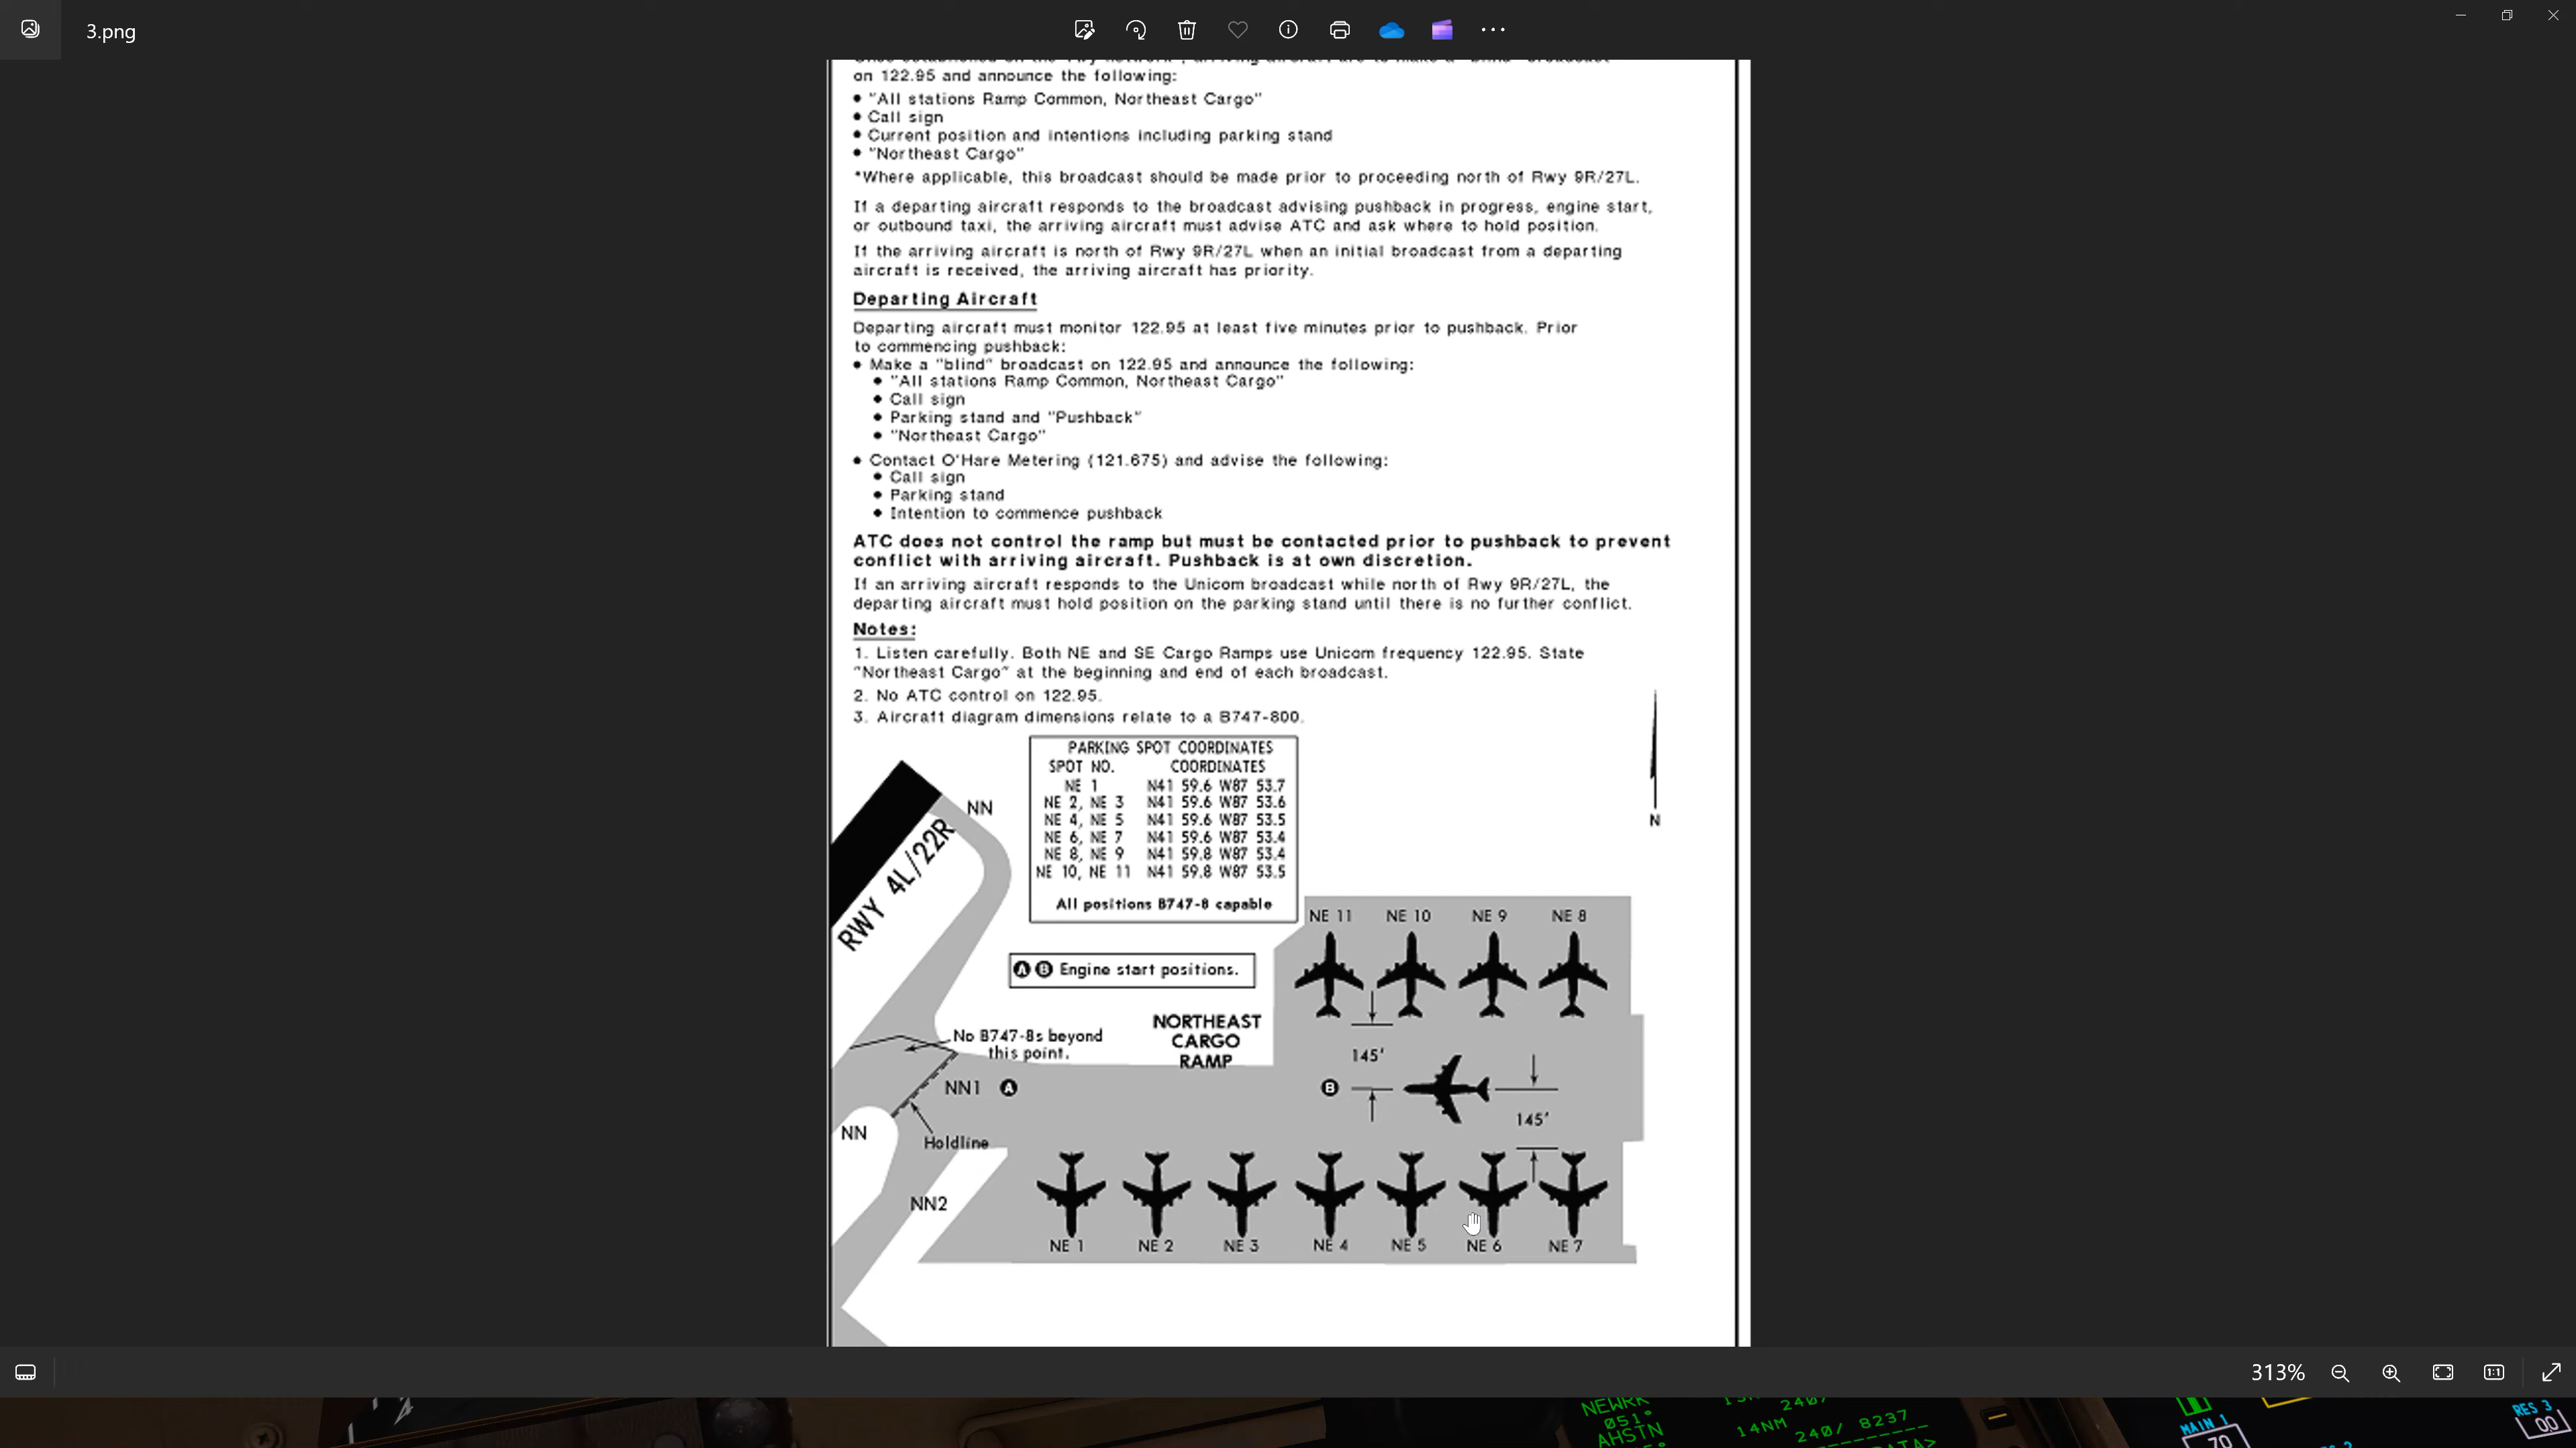 3.png
on 122.95 and announce the following:
● "All stations Ramp Common, Northeast Cargo"
● Call sign
● Current position and intentions including parking stand
● "Northeast Cargo"
*Where applicable, this broadcast should be made prior to proceeding north of Rwy 9R/27L.
If a departing aircraft responds to the broadcast advising pushback in progress, engine start,
or outbound taxi, the arriving aircraft must advise ATC and ask where to hold position.
If the arriving aircraft is north of Rwy 9R/27L when an initial broadcast from a departing
aircraft is received, the arriving aircraft has priority.
Departing Aircraft
Departing aircraft must monitor 122.95 at least five minutes prior to pushback. Prior
to commencing pushback:
● Make a "blind" broadcast on 122.95 and announce the following:
● "All stations Ramp Common, Northeast Cargo"
● Call sign
● Parking stand and "Pushback"
● "Northeast Cargo"
● Contact O'Hare Metering (121.675) and advise the following:
● Call sign
● Parking stand
● Intention to commence pushback
ATC does not control the ramp but must be contacted prior to pushback to prevent
conflict with arriving aircraft. Pushback is at own discretion.
If an arriving aircraft responds to the Unicom broadcast while north of Rwy 9R/27L, the
departing aircraft must hold position on the parking stand until there is no further conflict.
Notes:
1. Listen carefully. Both NE and SE Cargo Ramps use Unicom frequency 122.95. State
"Northeast Cargo" at the beginning and end of each broadcast.
2. No ATC control on 122.95.
3. Aircraft diagram dimensions relate to a B747-800.
PARKING SPOT COORDINATES
SPOT NO. COORDINATES
NE 1 N41 59.6 W87 53.7
NE 2, NE 3 N41 59.6 W87 53.6
NE 4, NE 5 N41 59.6 W87 53.5
NE 6, NE 7 N41 59.6 W87 53.4
NE 8, NE 9 N41 59.8 W87 53.4
NE 10, NE 11 N41 59.8 W87 53.5
All positions B747-8 capable
N
NN
RWY 4L/22R
NE 11 NE 10 NE 9 NE 8
A B Engine start positions.
NORTHEAST
CARGO
RAMP
No B747-8s beyond
this point.
145'
NN1 A
B
145'
NN
Holdline
NN2
NE 1 NE 2 NE 3 NE 4 NE 5 NE 6 NE 7
313%
1:1
NEWRK
051°
AHSTN
240/
14NM 240/ 8237
MAIN 1
70
RES 3
00